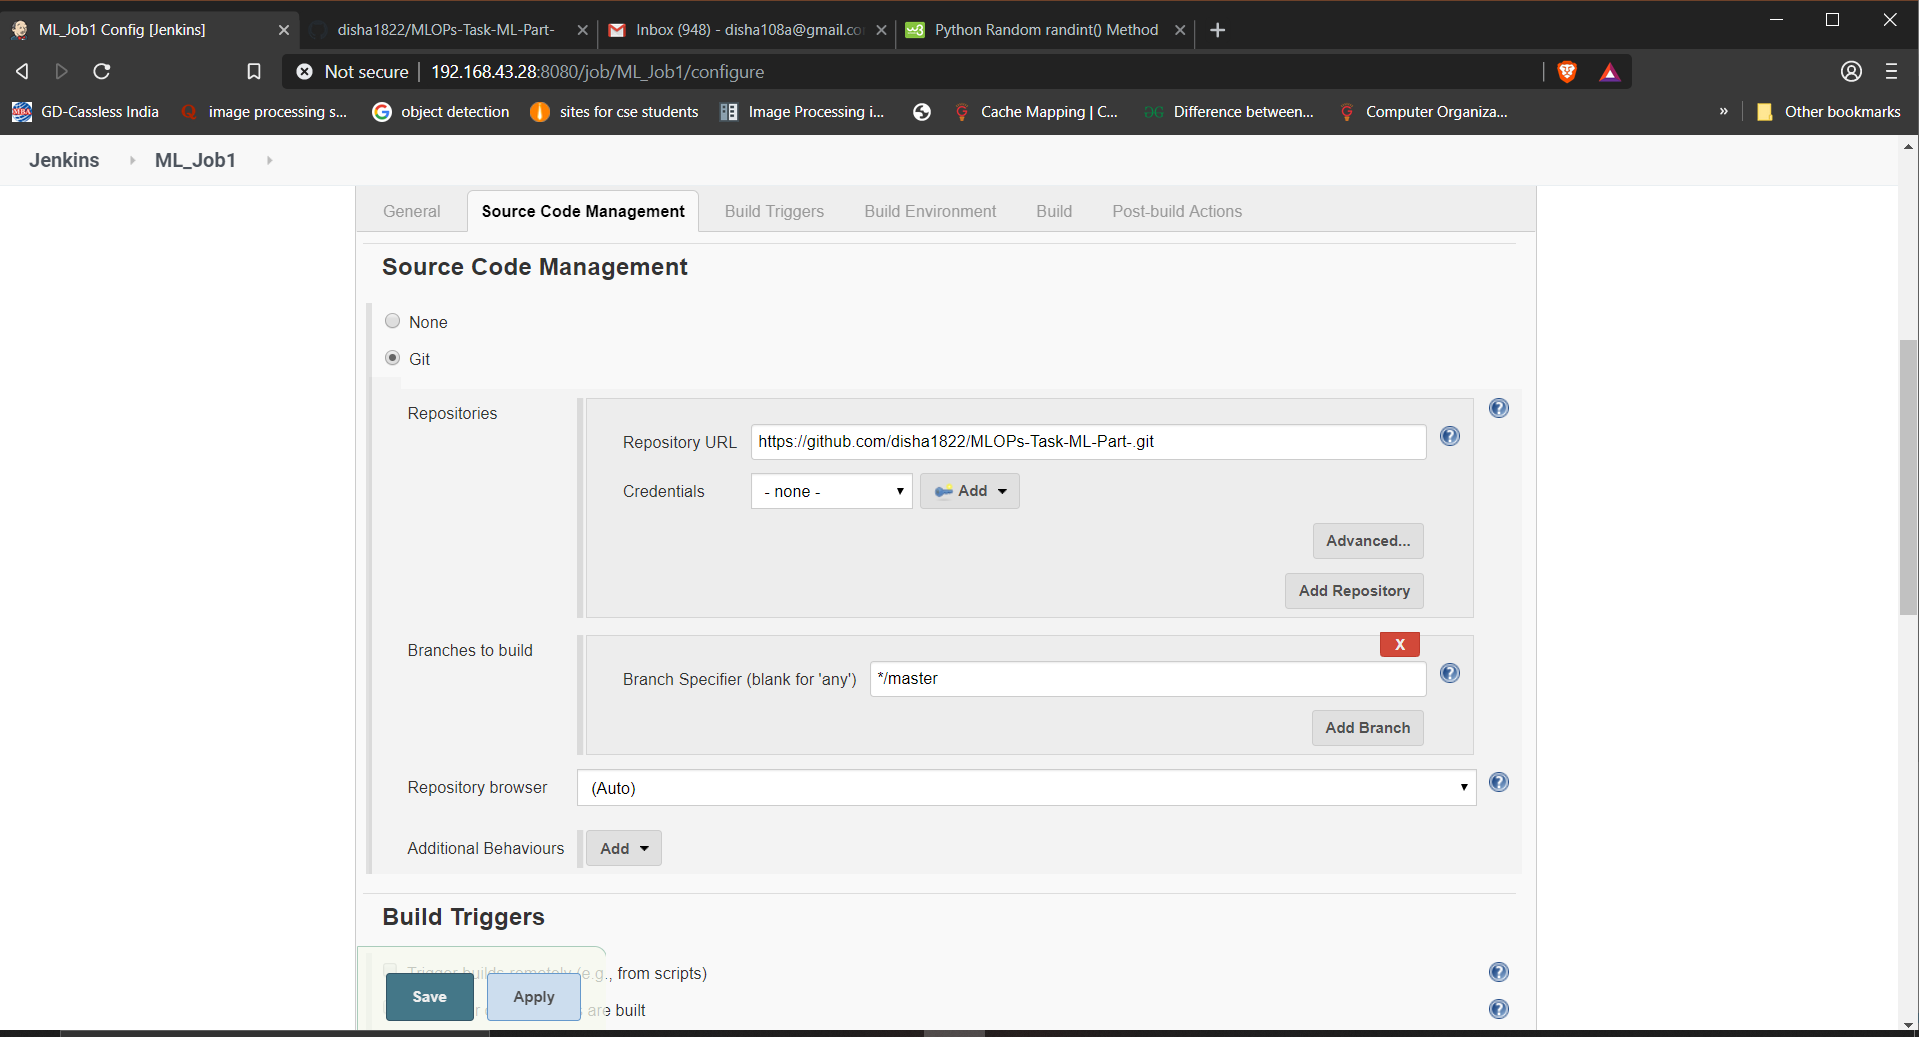 ML_Job1 Config [Jenkins]
disha1822/MLOPs-Task-ML-Part-
Inbox (948) - disha108a@gmail.co
Python Random randint() Method
Not secure | 192.168.43.28:8080/job/ML_Job1/configure
GD-Cassless India
image processing s...
object detection
sites for cse students
Image Processing i...
Cache Mapping | C...
Difference between...
Computer Organiza...
»
Other bookmarks
Jenkins
ML_Job1
General
Source Code Management
Build Triggers
Build Environment
Build
Post-build Actions
Source Code Management
None
Git
Repositories
Repository URL
https://github.com/disha1822/MLOPs-Task-ML-Part-.git
Credentials
- none -
Add
Advanced...
Add Repository
Branches to build
X
Branch Specifier (blank for 'any')
*/master
Add Branch
Repository browser
(Auto)
Additional Behaviours
Add
Build Triggers
Trigger builds remotely (e.g., from scripts)
are built
Save
Apply